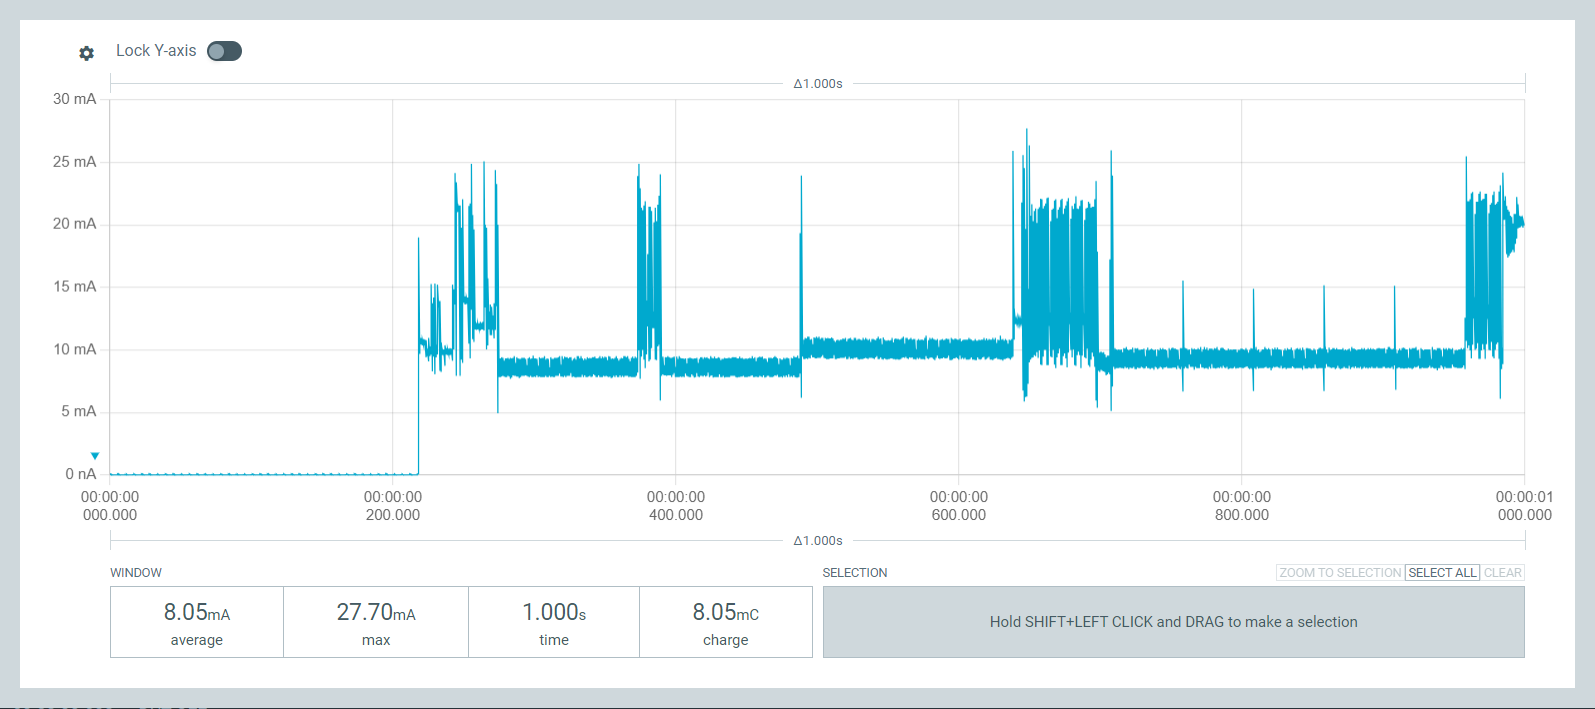 Lock Y-axis
Δ1.000s
30 mA
25 mA
20 mA
15 mA
10 mA
5 mA
0 nA
00:00:00 00:00:00 00:00:00 00:00:00 00:00:00 00:00:01
000.000 200.000 400.000 600.000 800.000 000.000
Δ1.000s
WINDOW SELECTION ZOOM TO SELECTION SELECT ALL CLEAR
8.05mA 27.70mA 1.000s 8.05mC
average max time charge
Hold SHIFT+LEFT CLICK and DRAG to make a selection